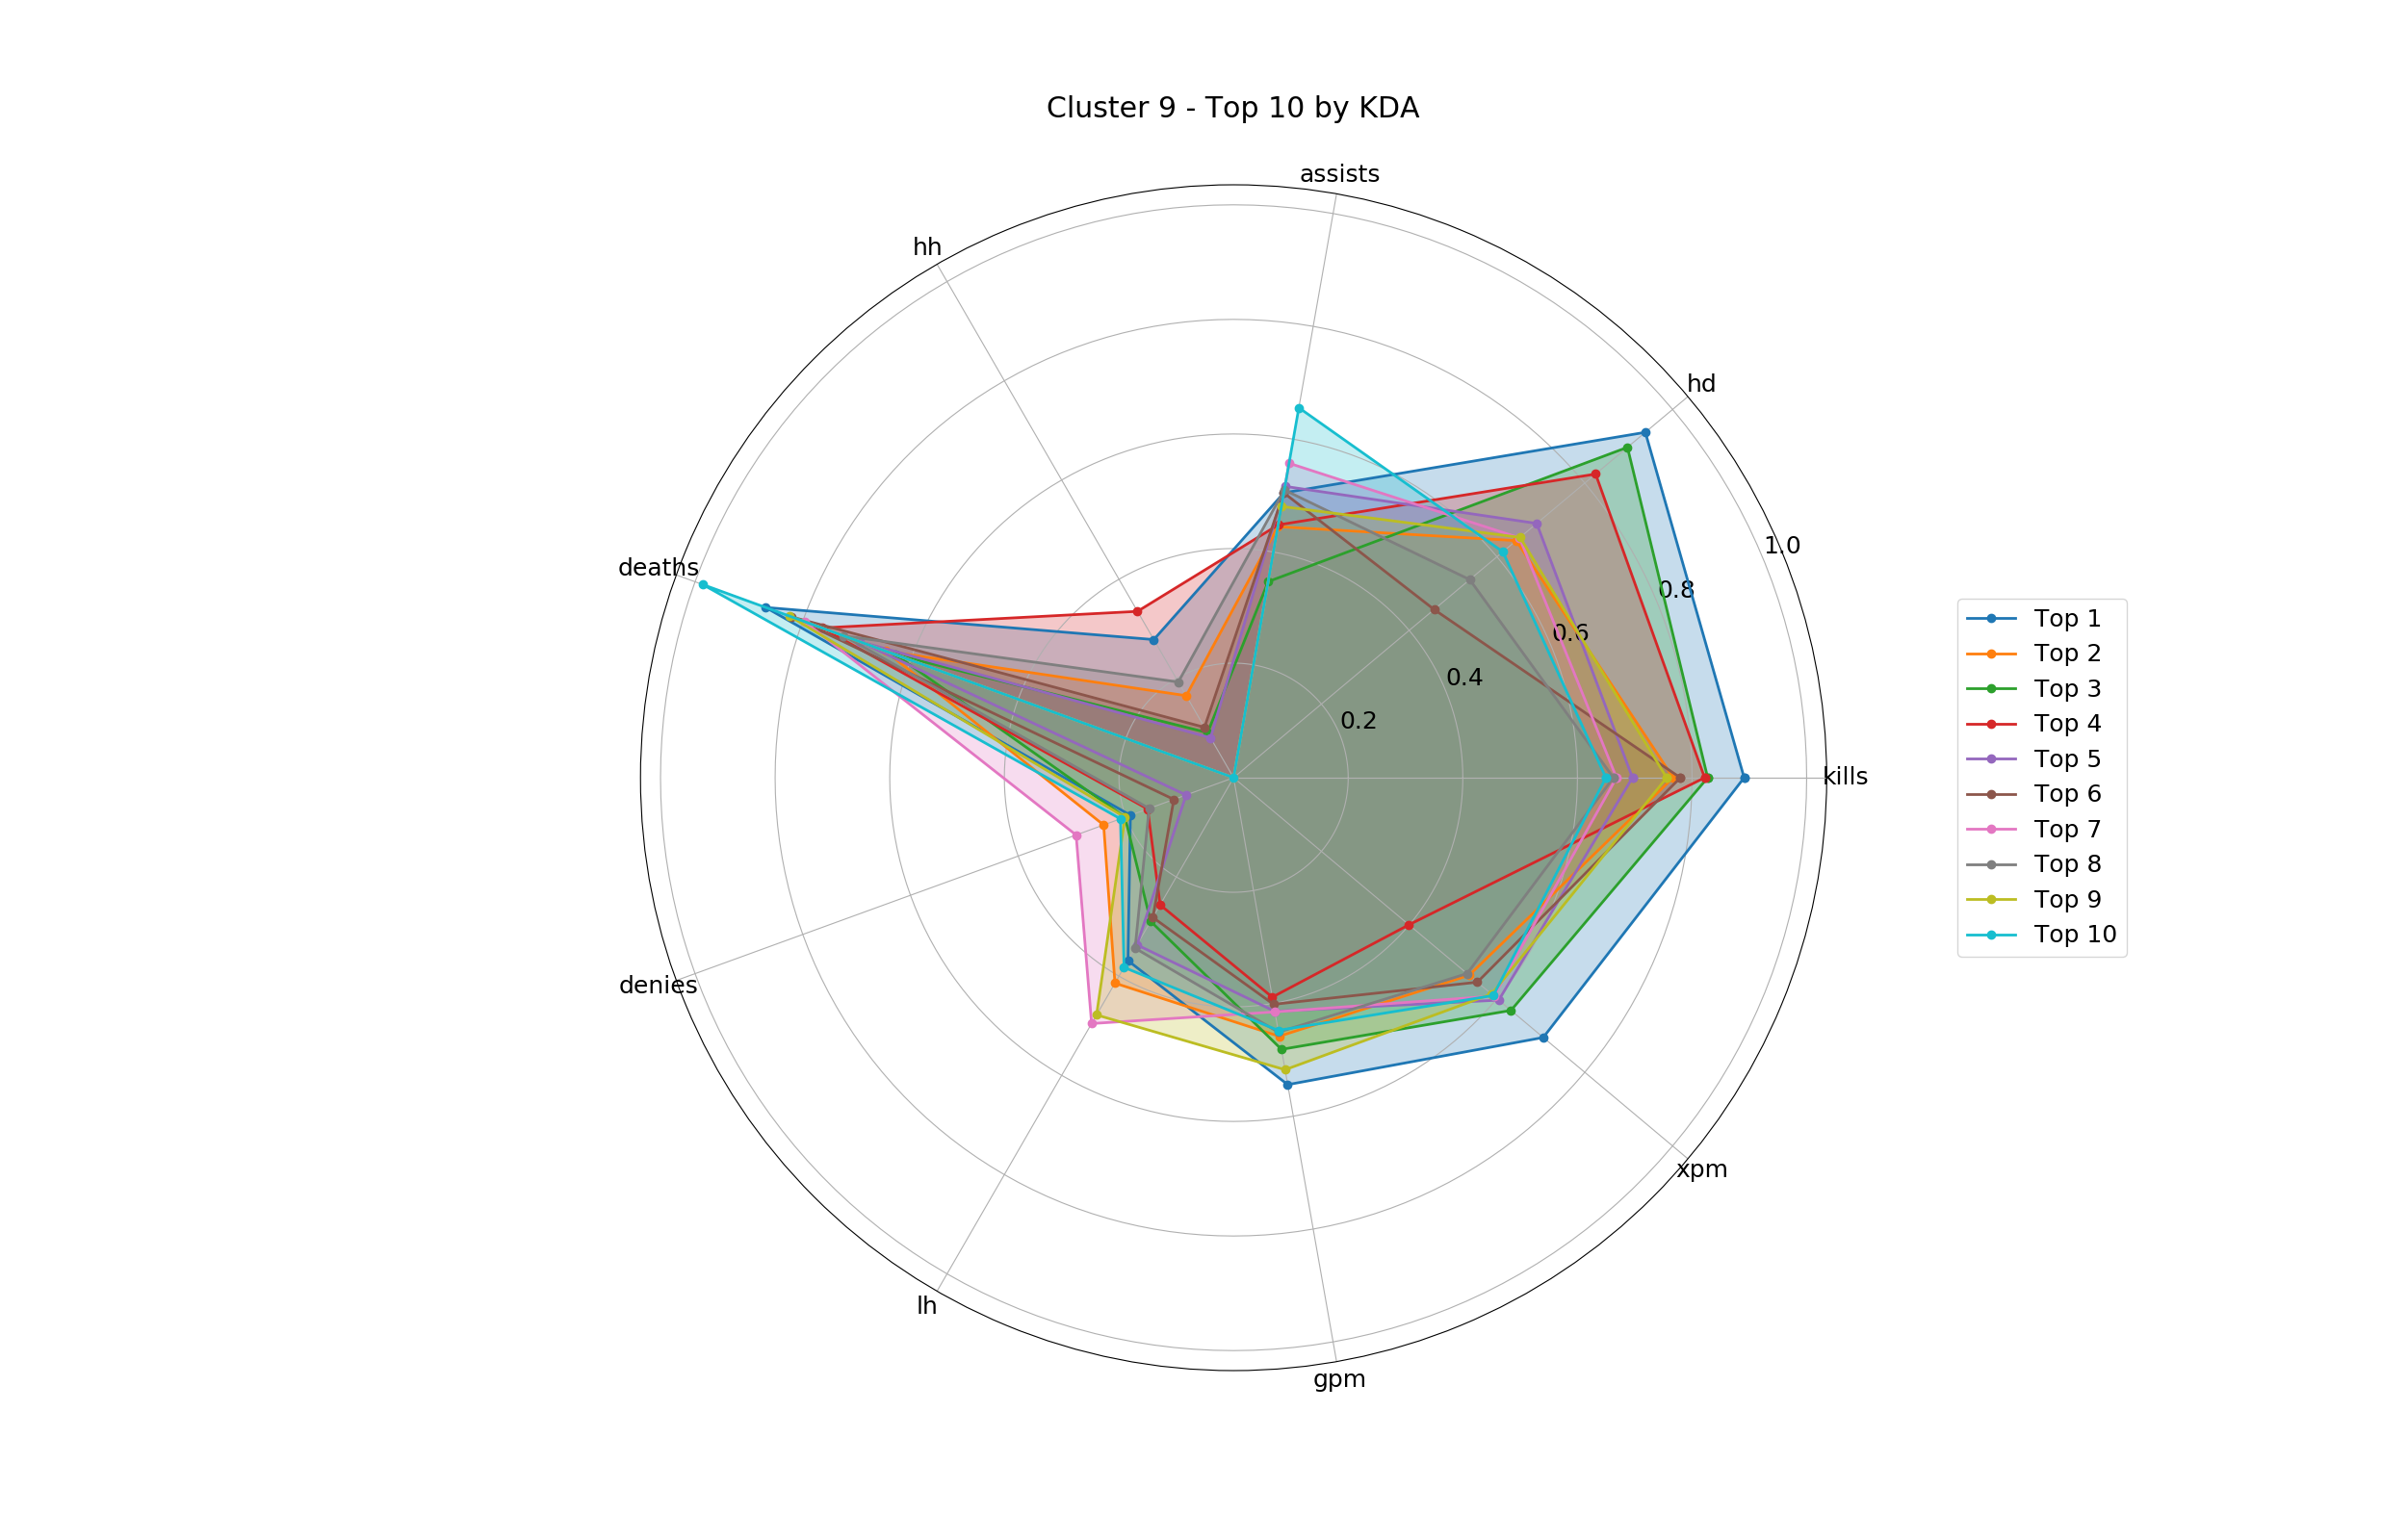 Cluster 9 - Top 10 by KDA
assists
hh
hd
deaths
1.0
0.8
0.6
0.4
0.2
kills
denies
xpm
lh
gpm
Top 1
Top 2
Top 3
Top 4
Top 5
Top 6
Top 7
Top 8
Top 9
Top 10